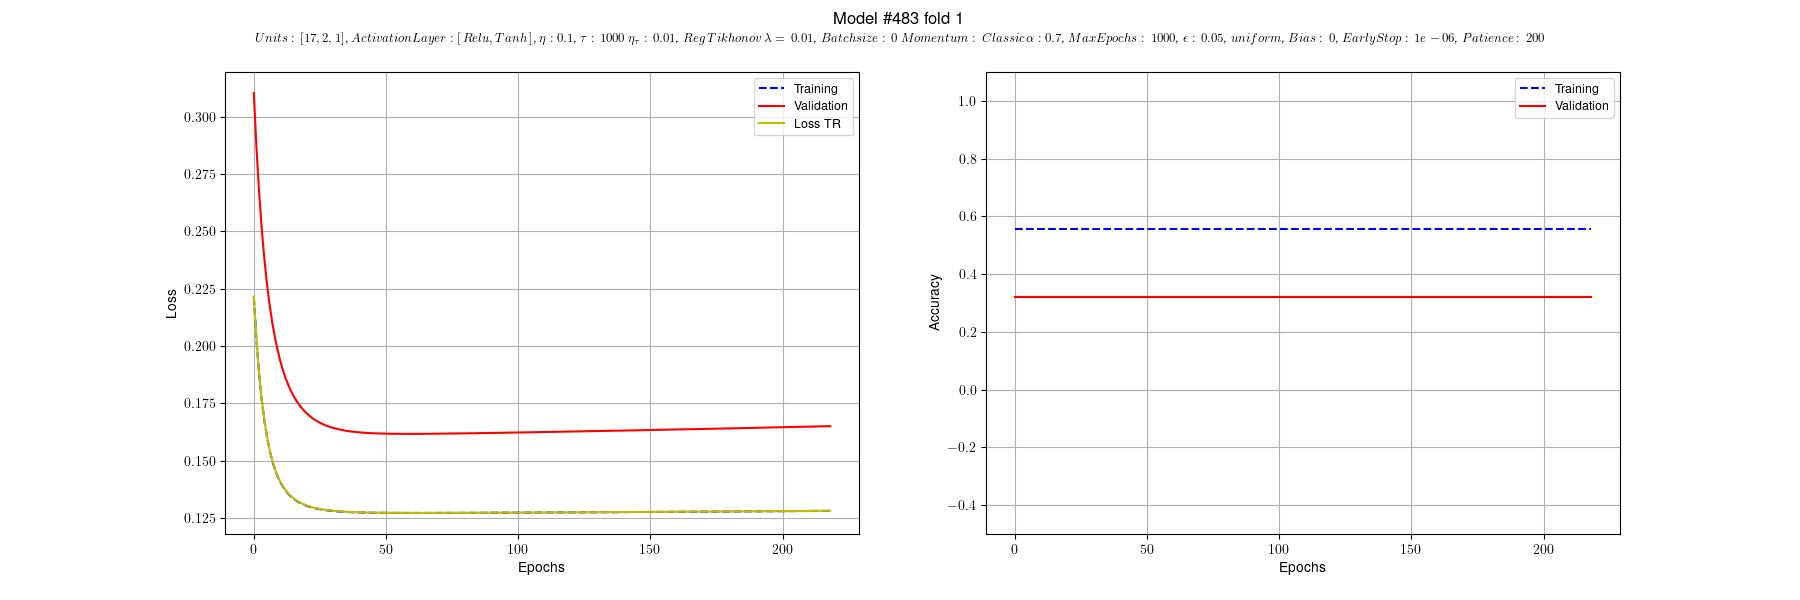 Model #483 fold 1
Units : [17, 2, 1], ActivationLayer : [Relu, Tanh], η : 0.1, τ : 1000 η_τ : 0.01, RegTikhonov λ = 0.01, Batchsize : 0 Momentum : Classicα : 0.7, MaxEpochs : 1000, ϵ : 0.05, uniform, Bias : 0, EarlyStop : 1e − 06, Patience : 200
Training
Validation
Loss TR
0.300
0.275
0.250
0.225
0.200
0.175
0.150
0.125
Loss
0 50 100 150 200
Epochs
Training
Validation
1.0
0.8
0.6
0.4
0.2
0.0
−0.2
−0.4
Accuracy
0 50 100 150 200
Epochs